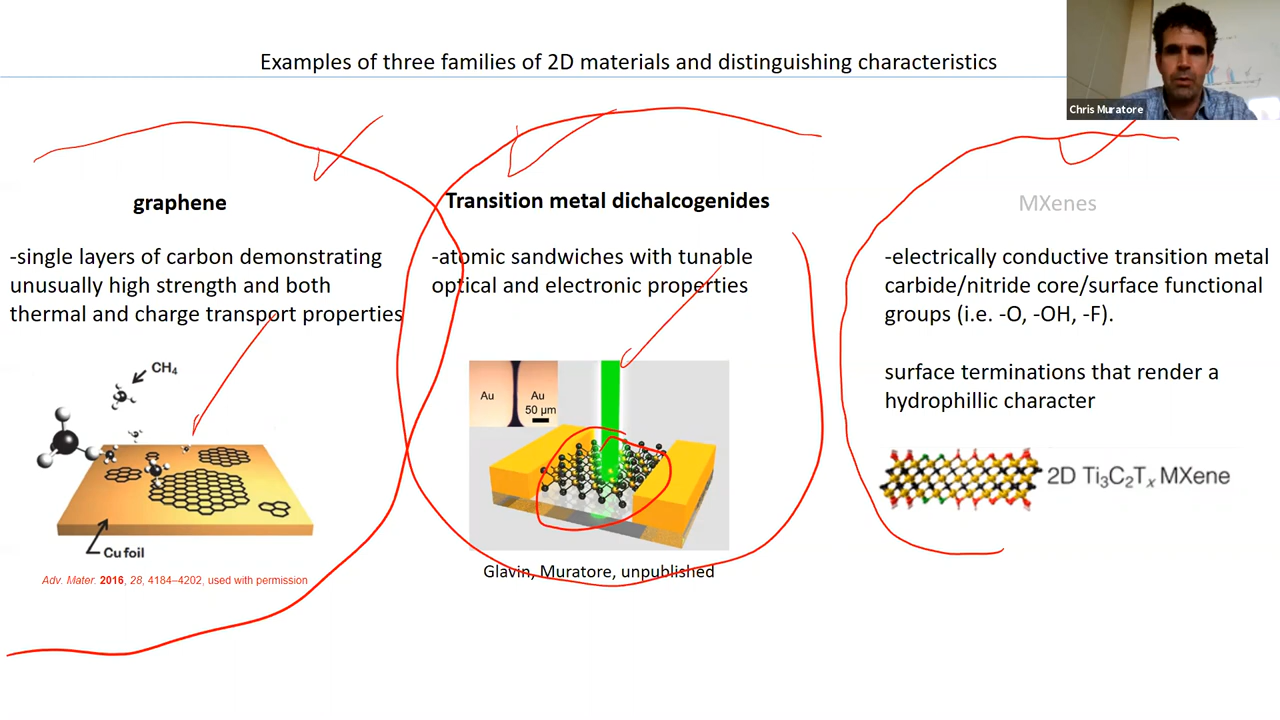 Examples of three families of 2D materials and distinguishing characteristics
Chris Muratore
graphene
-single layers of carbon demonstrating
unusually high strength and both
thermal and charge transport properties
CH4
Cu foil
Adv. Mater. 2016, 28, 4184–4202, used with permission
Transition metal dichalcogenides
-atomic sandwiches with tunable
optical and electronic properties
Au
Au
50 µm
Glavin, Muratore, unpublished
MXenes
-electrically conductive transition metal
carbide/nitride core/surface functional
groups (i.e. -O, -OH, -F).
surface terminations that render a
hydrophillic character
2D Ti3C2Tx MXene